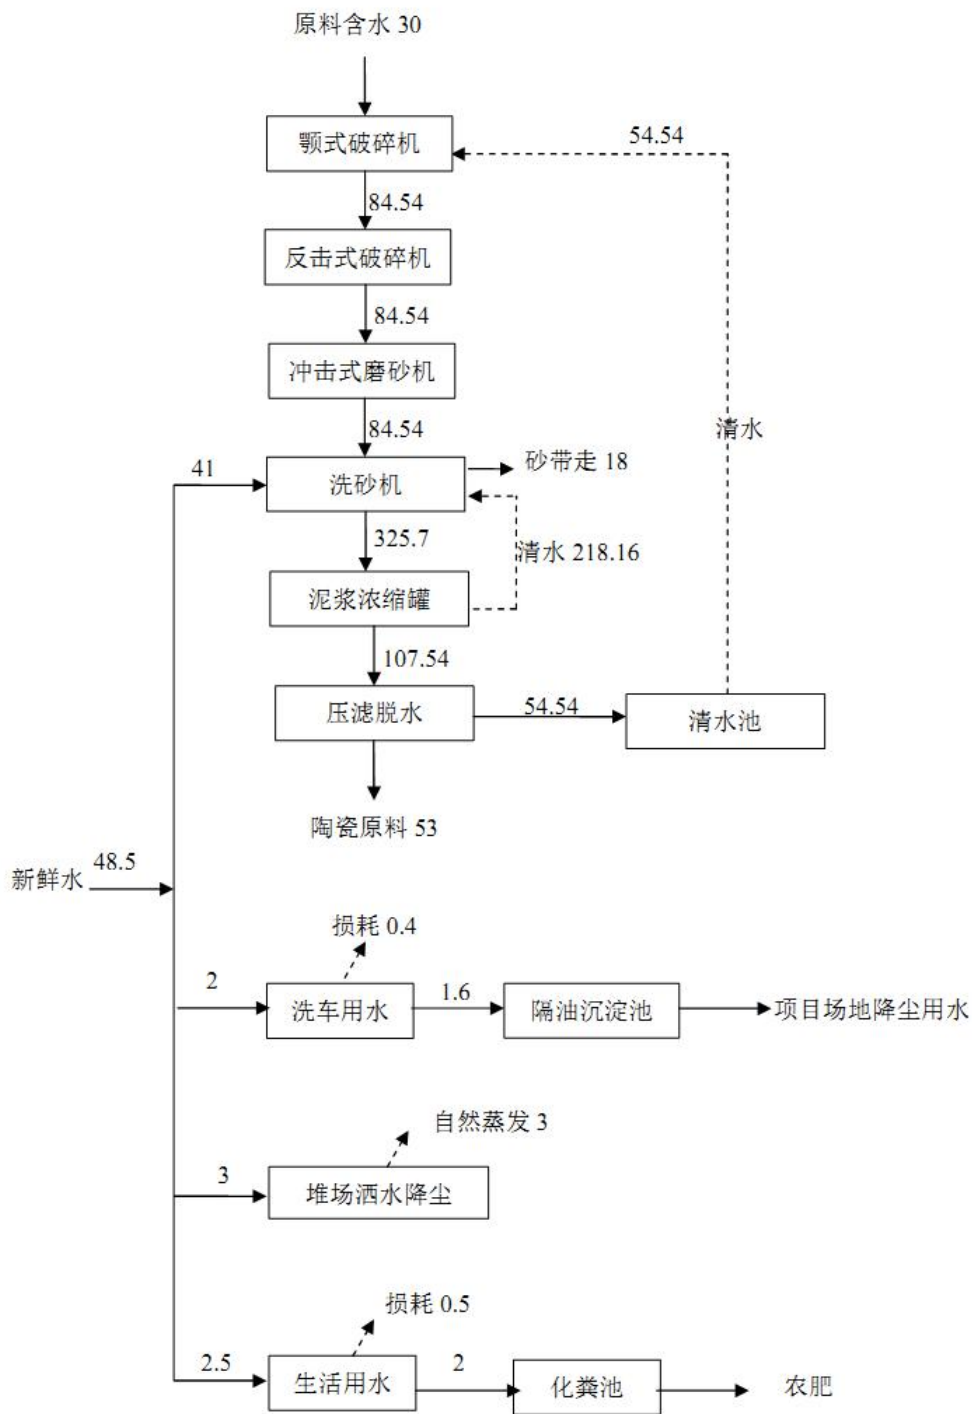 原料含水 30
颚式破碎机
54.54
84.54
反击式破碎机
84.54
冲击式磨砂机
84.54
清水
41
洗砂机
砂带走 18
325.7
清水 218.16
泥浆浓缩罐
107.54
压滤脱水
54.54
清水池
陶瓷原料 53
新鲜水
48.5
损耗 0.4
2
洗车用水
1.6
隔油沉淀池
项目场地降尘用水
自然蒸发 3
3
堆场洒水降尘
损耗 0.5
2.5
生活用水
2
化粪池
农肥